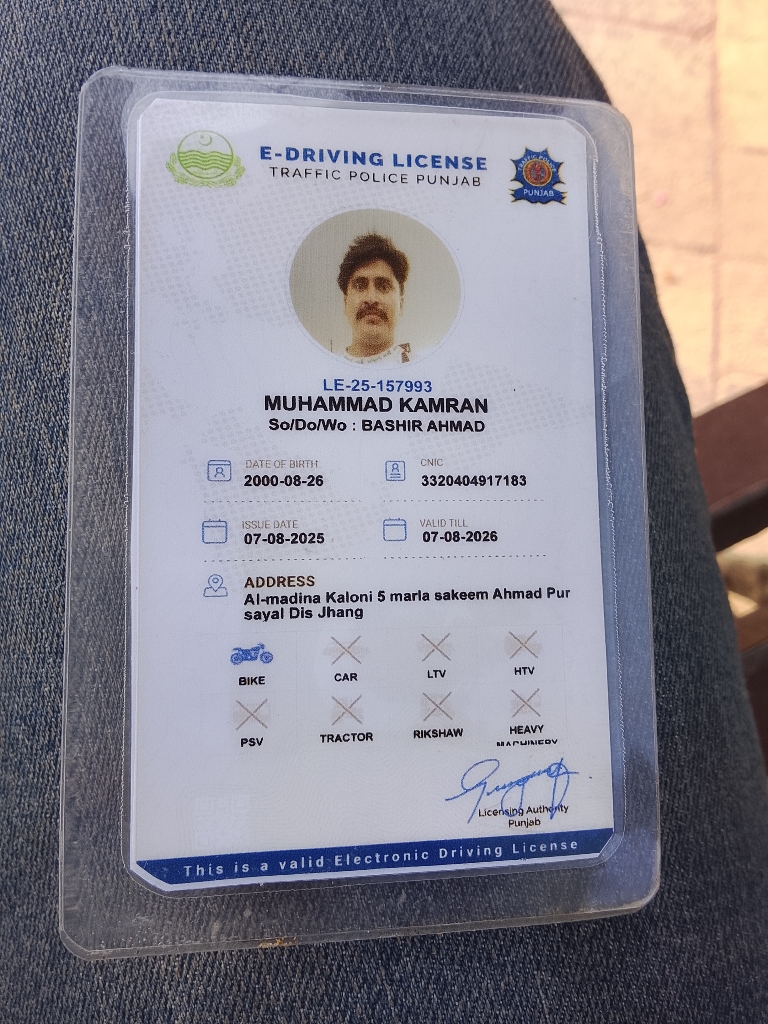 E-DRIVING LICENSE
TRAFFIC POLICE PUNJAB
TRAFFIC POLICE
PUNJAB
LE-25-157993
MUHAMMAD KAMRAN
So/Do/Wo : BASHIR AHMAD
DATE OF BIRTH
2000-08-26
CNIC
3320404917183
ISSUE DATE
07-08-2025
VALID TILL
07-08-2026
ADDRESS
Al-madina Kaloni 5 marla sakeem Ahmad Pur
sayal Dis Jhang
BIKE CAR LTV HTV
PSV TRACTOR RIKSHAW HEAVY
MACHINERY
Licensing Authority
Punjab
This is a valid Electronic Driving License